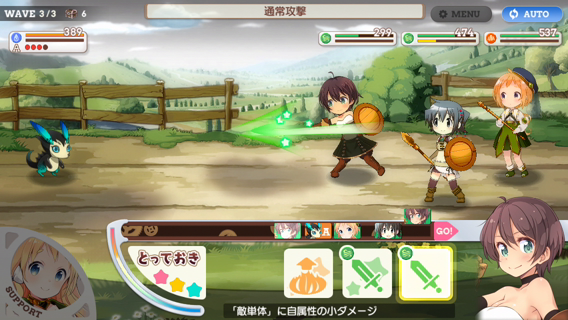 WAVE 3/3 6
通常攻撃
MENU
AUTO
389
A
299
474
537
A
GO!
とっておき
SUPPORT
「敵単体」に自属性の小ダメージ